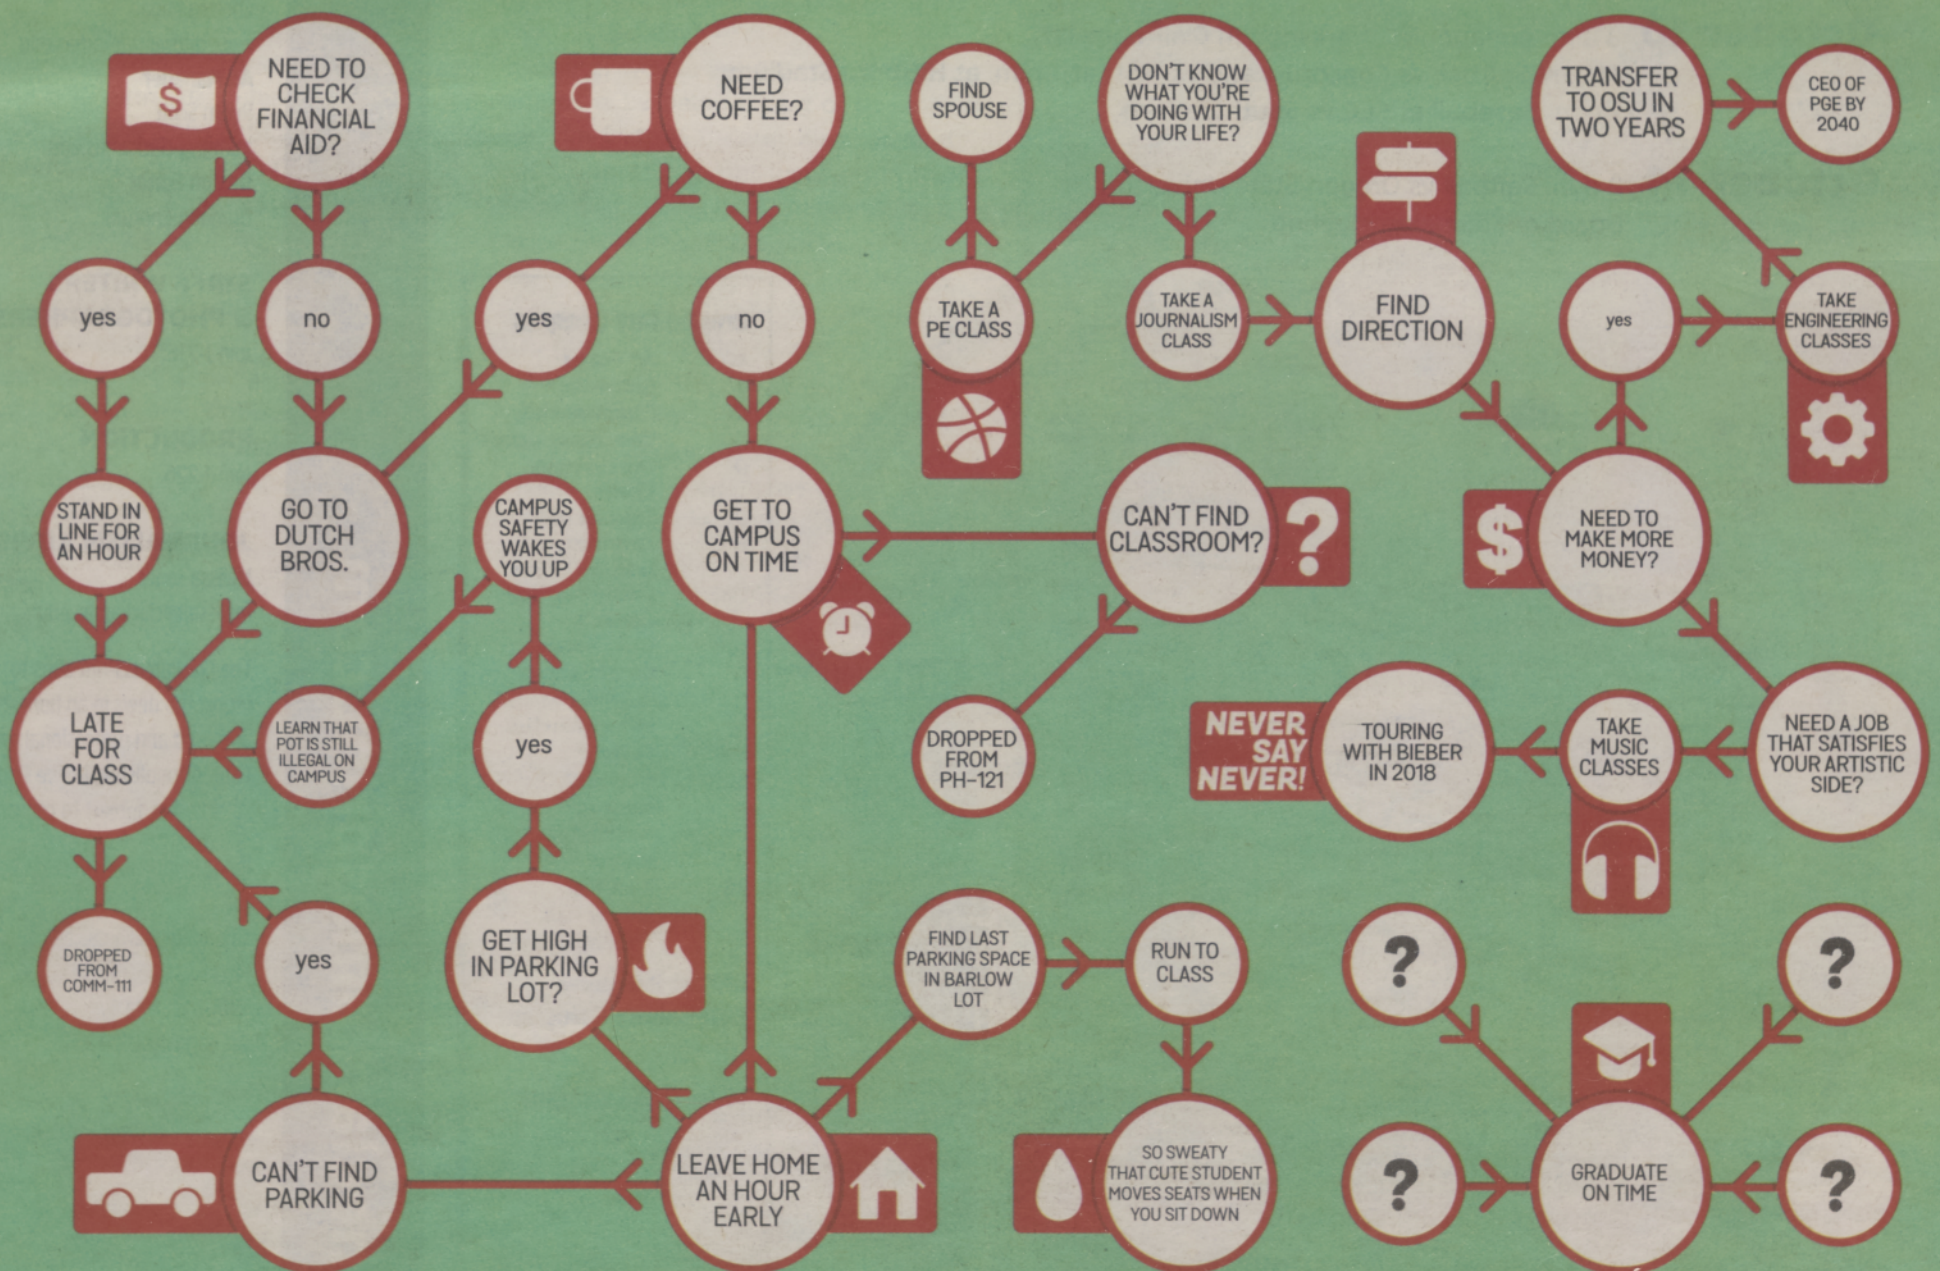 $
NEED TO
CHECK
FINANCIAL
AID?
NEED
COFFEE?
FIND
SPOUSE
DON'T KNOW
WHAT YOU'RE
DOING WITH
YOUR LIFE?
TRANSFER
TO OSU IN
TWO YEARS
CEO OF
PGE BY
2040
yes
no
yes
no
TAKE A
PE CLASS
TAKE A
JOURNALISM
CLASS
FIND
DIRECTION
yes
TAKE
ENGINEERING
CLASSES
STAND IN
LINE FOR
AN HOUR
GO TO
DUTCH
BROS.
CAMPUS
SAFETY
WAKES
YOU UP
GET TO
CAMPUS
ON TIME
CAN'T FIND
CLASSROOM?
?
$
NEED TO
MAKE MORE
MONEY?
LATE
FOR
CLASS
LEARN THAT
POT IS STILL
ILLEGAL ON
CAMPUS
yes
DROPPED
FROM
PH-121
NEVER
SAY
NEVER!
TOURING
WITH BIEBER
IN 2018
TAKE
MUSIC
CLASSES
NEED A JOB
THAT SATISFIES
YOUR ARTISTIC
SIDE?
DROPPED
FROM
COMM-111
yes
GET HIGH
IN PARKING
LOT?
FIND LAST
PARKING SPACE
IN BARLOW
LOT
RUN TO
CLASS
?
?
CAN'T FIND
PARKING
LEAVE HOME
AN HOUR
EARLY
SO SWEATY
THAT CUTE STUDENT
MOVES SEATS WHEN
YOU SIT DOWN
?
GRADUATE
ON TIME
?